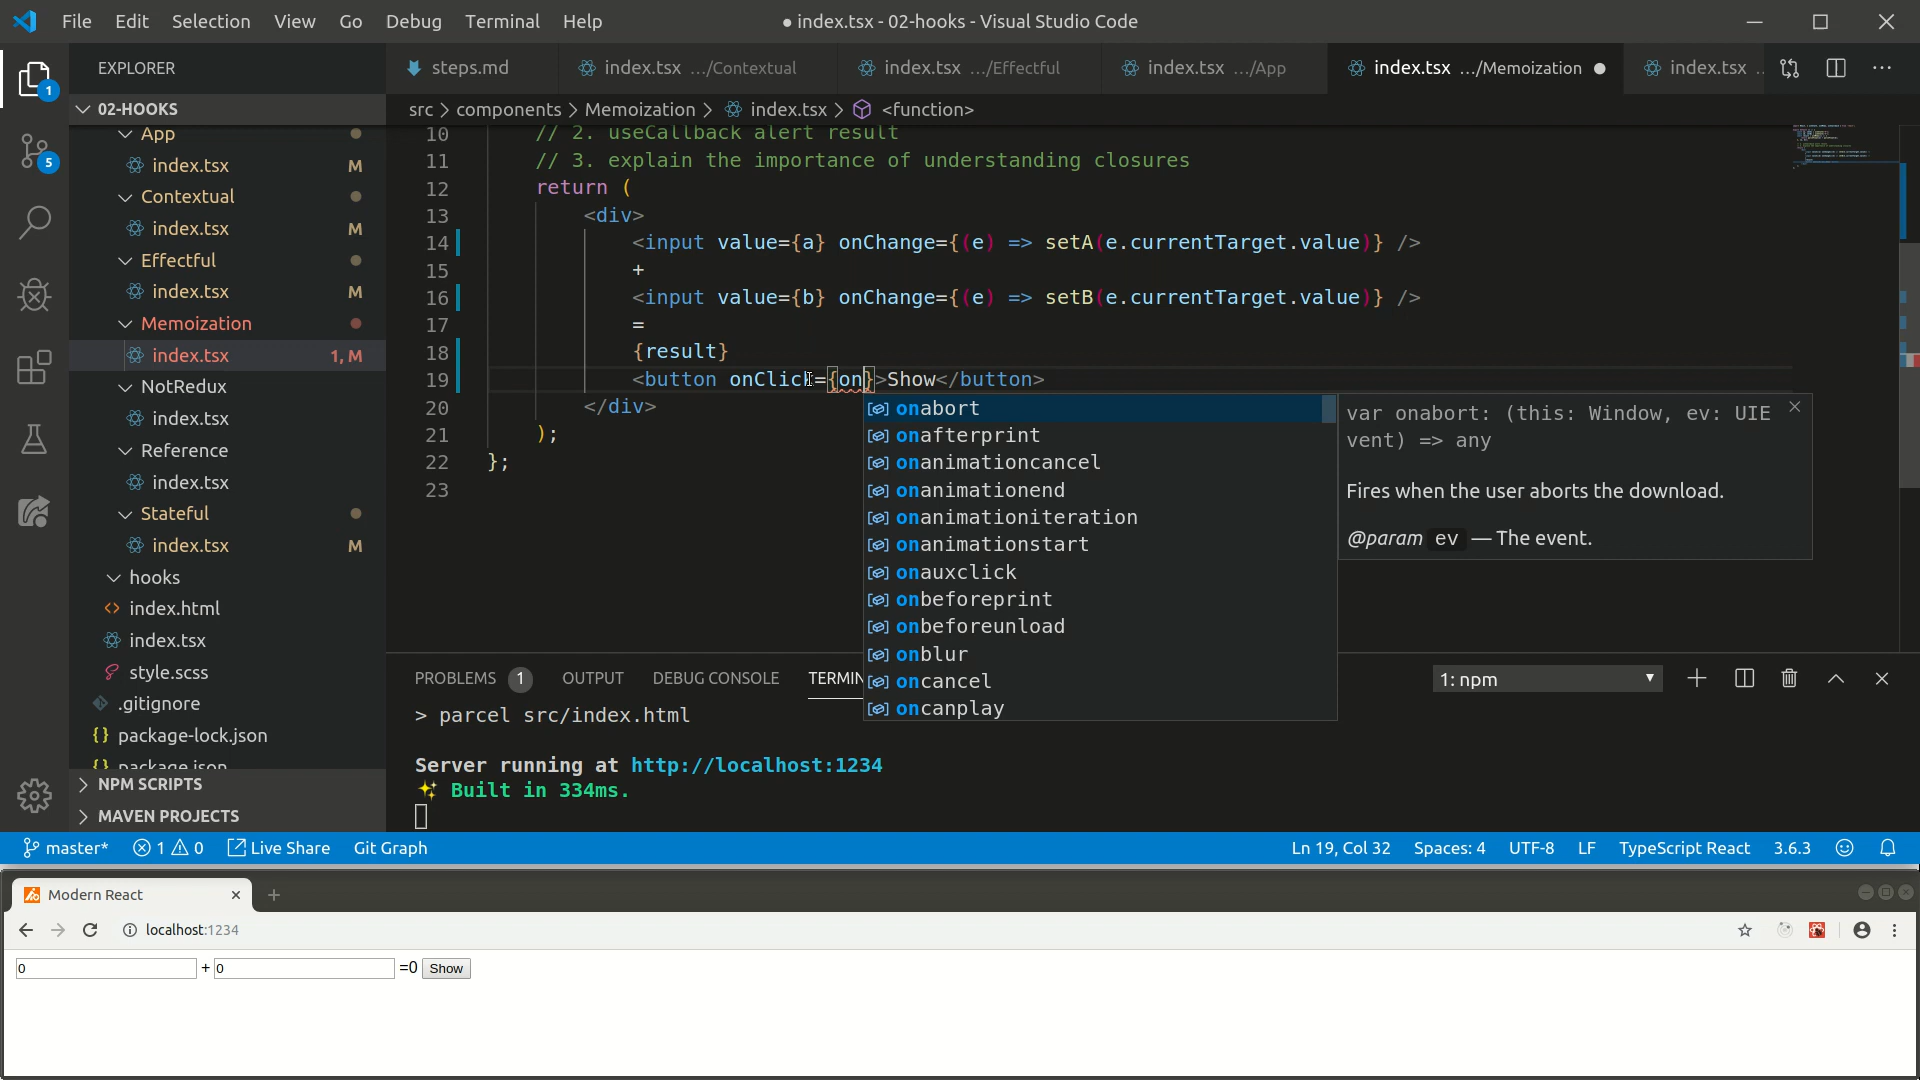 File Edit Selection View Go Debug Terminal Help
● index.tsx - 02-hooks - Visual Studio Code
EXPLORER
steps.md
index.tsx .../Contextual
index.tsx .../Effectful
index.tsx .../App
index.tsx .../Memoization
index.tsx .
02-HOOKS
src > components > Memoization > index.tsx > <function>
App
index.tsx M
Contextual
index.tsx M
Effectful
index.tsx M
Memoization
index.tsx 1, M
NotRedux
index.tsx
Reference
index.tsx
Stateful
index.tsx M
hooks
index.html
index.tsx
style.scss
.gitignore
package-lock.json
package.json
NPM SCRIPTS
MAVEN PROJECTS
1
5
10 // 2. useCallback alert result
11 // 3. explain the importance of understanding closures
12 return (
13 <div>
14 <input value={a} onChange={(e) => setA(e.currentTarget.value)} />
15 +
16 <input value={b} onChange={(e) => setB(e.currentTarget.value)} />
17 =
18 {result}
19 <button onClick={on}>Show</button>
20 </div>
21 );
22 };
23
onabort
onafterprint
onanimationcancel
onanimationend
onanimationiteration
onanimationstart
onauxclick
onbeforeprint
onbeforeunload
onblur
oncancel
oncanplay
var onabort: (this: Window, ev: UIE
vent) => any
Fires when the user aborts the download.
@param ev — The event.
PROBLEMS 1 OUTPUT DEBUG CONSOLE TERMIN
1: npm
> parcel src/index.html
Server running at http://localhost:1234
✨ Built in 334ms.
master* 1 0 Live Share Git Graph
Ln 19, Col 32 Spaces: 4 UTF-8 LF TypeScript React 3.6.3
Modern React
localhost:1234
0 + 0 =0 Show